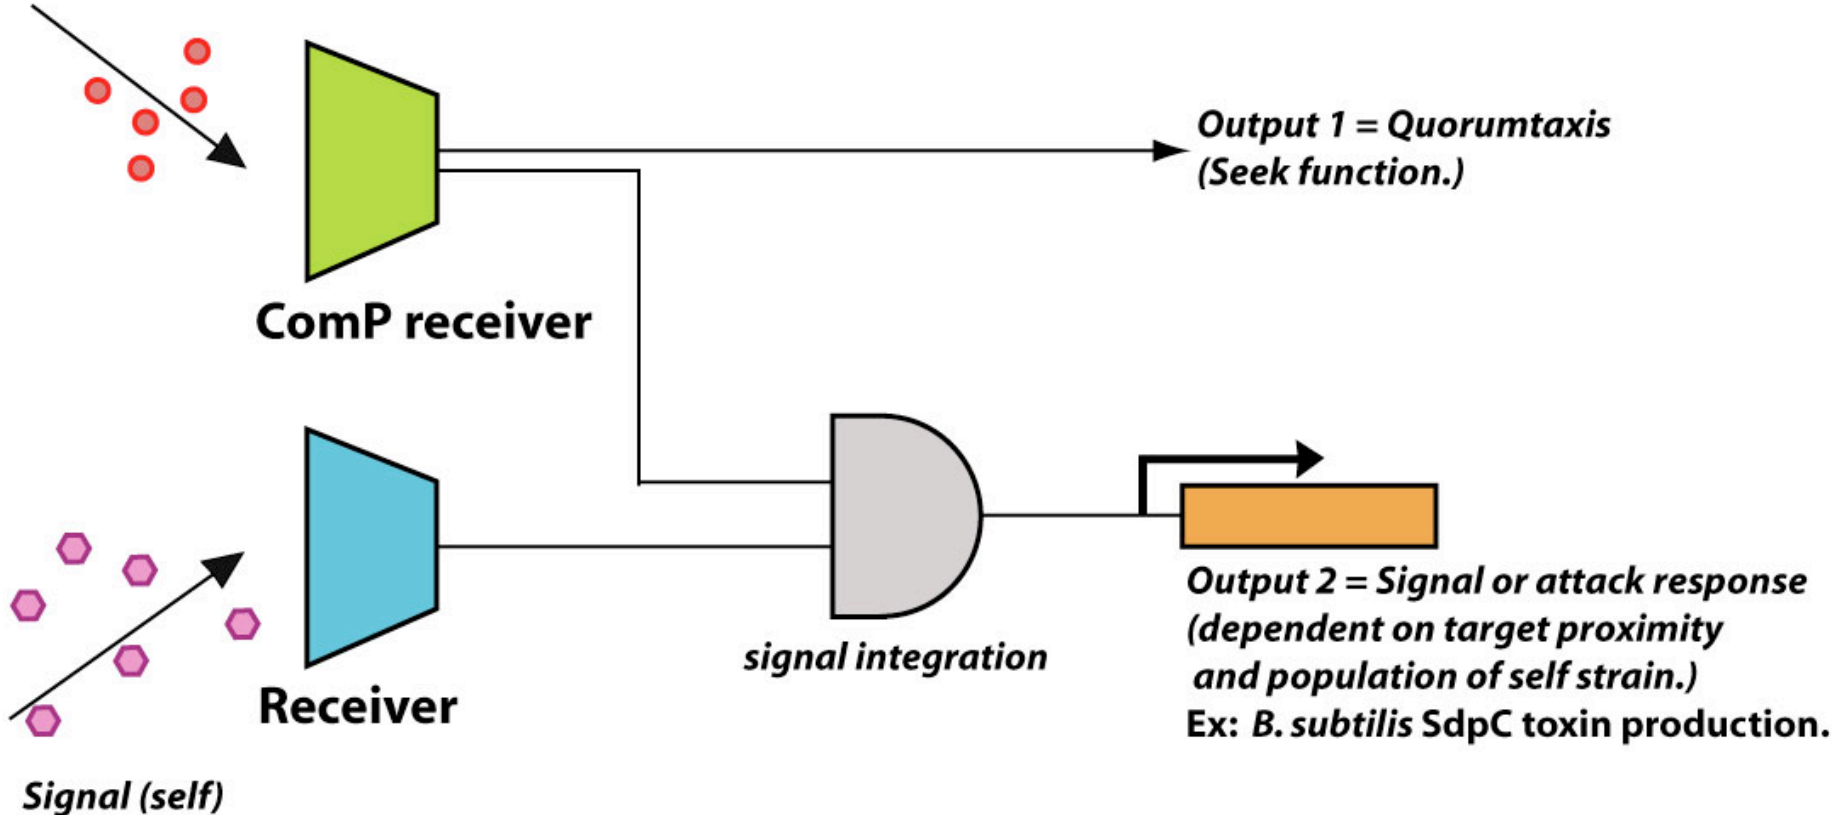 Output 1 = Quorumtaxis
(Seek function.)
ComP receiver
Receiver
signal integration
Output 2 = Signal or attack response
(dependent on target proximity
and population of self strain.)
Ex: B. subtilis SdpC toxin production.
Signal (self)